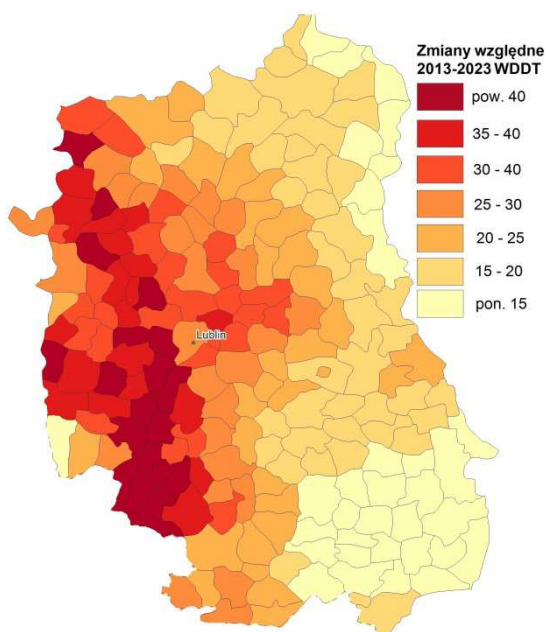 Zmiany względne
2013-2023 WDDT
pow. 40
35 - 40
30 - 40
25 - 30
20 - 25
15 - 20
pon. 15
Lublin